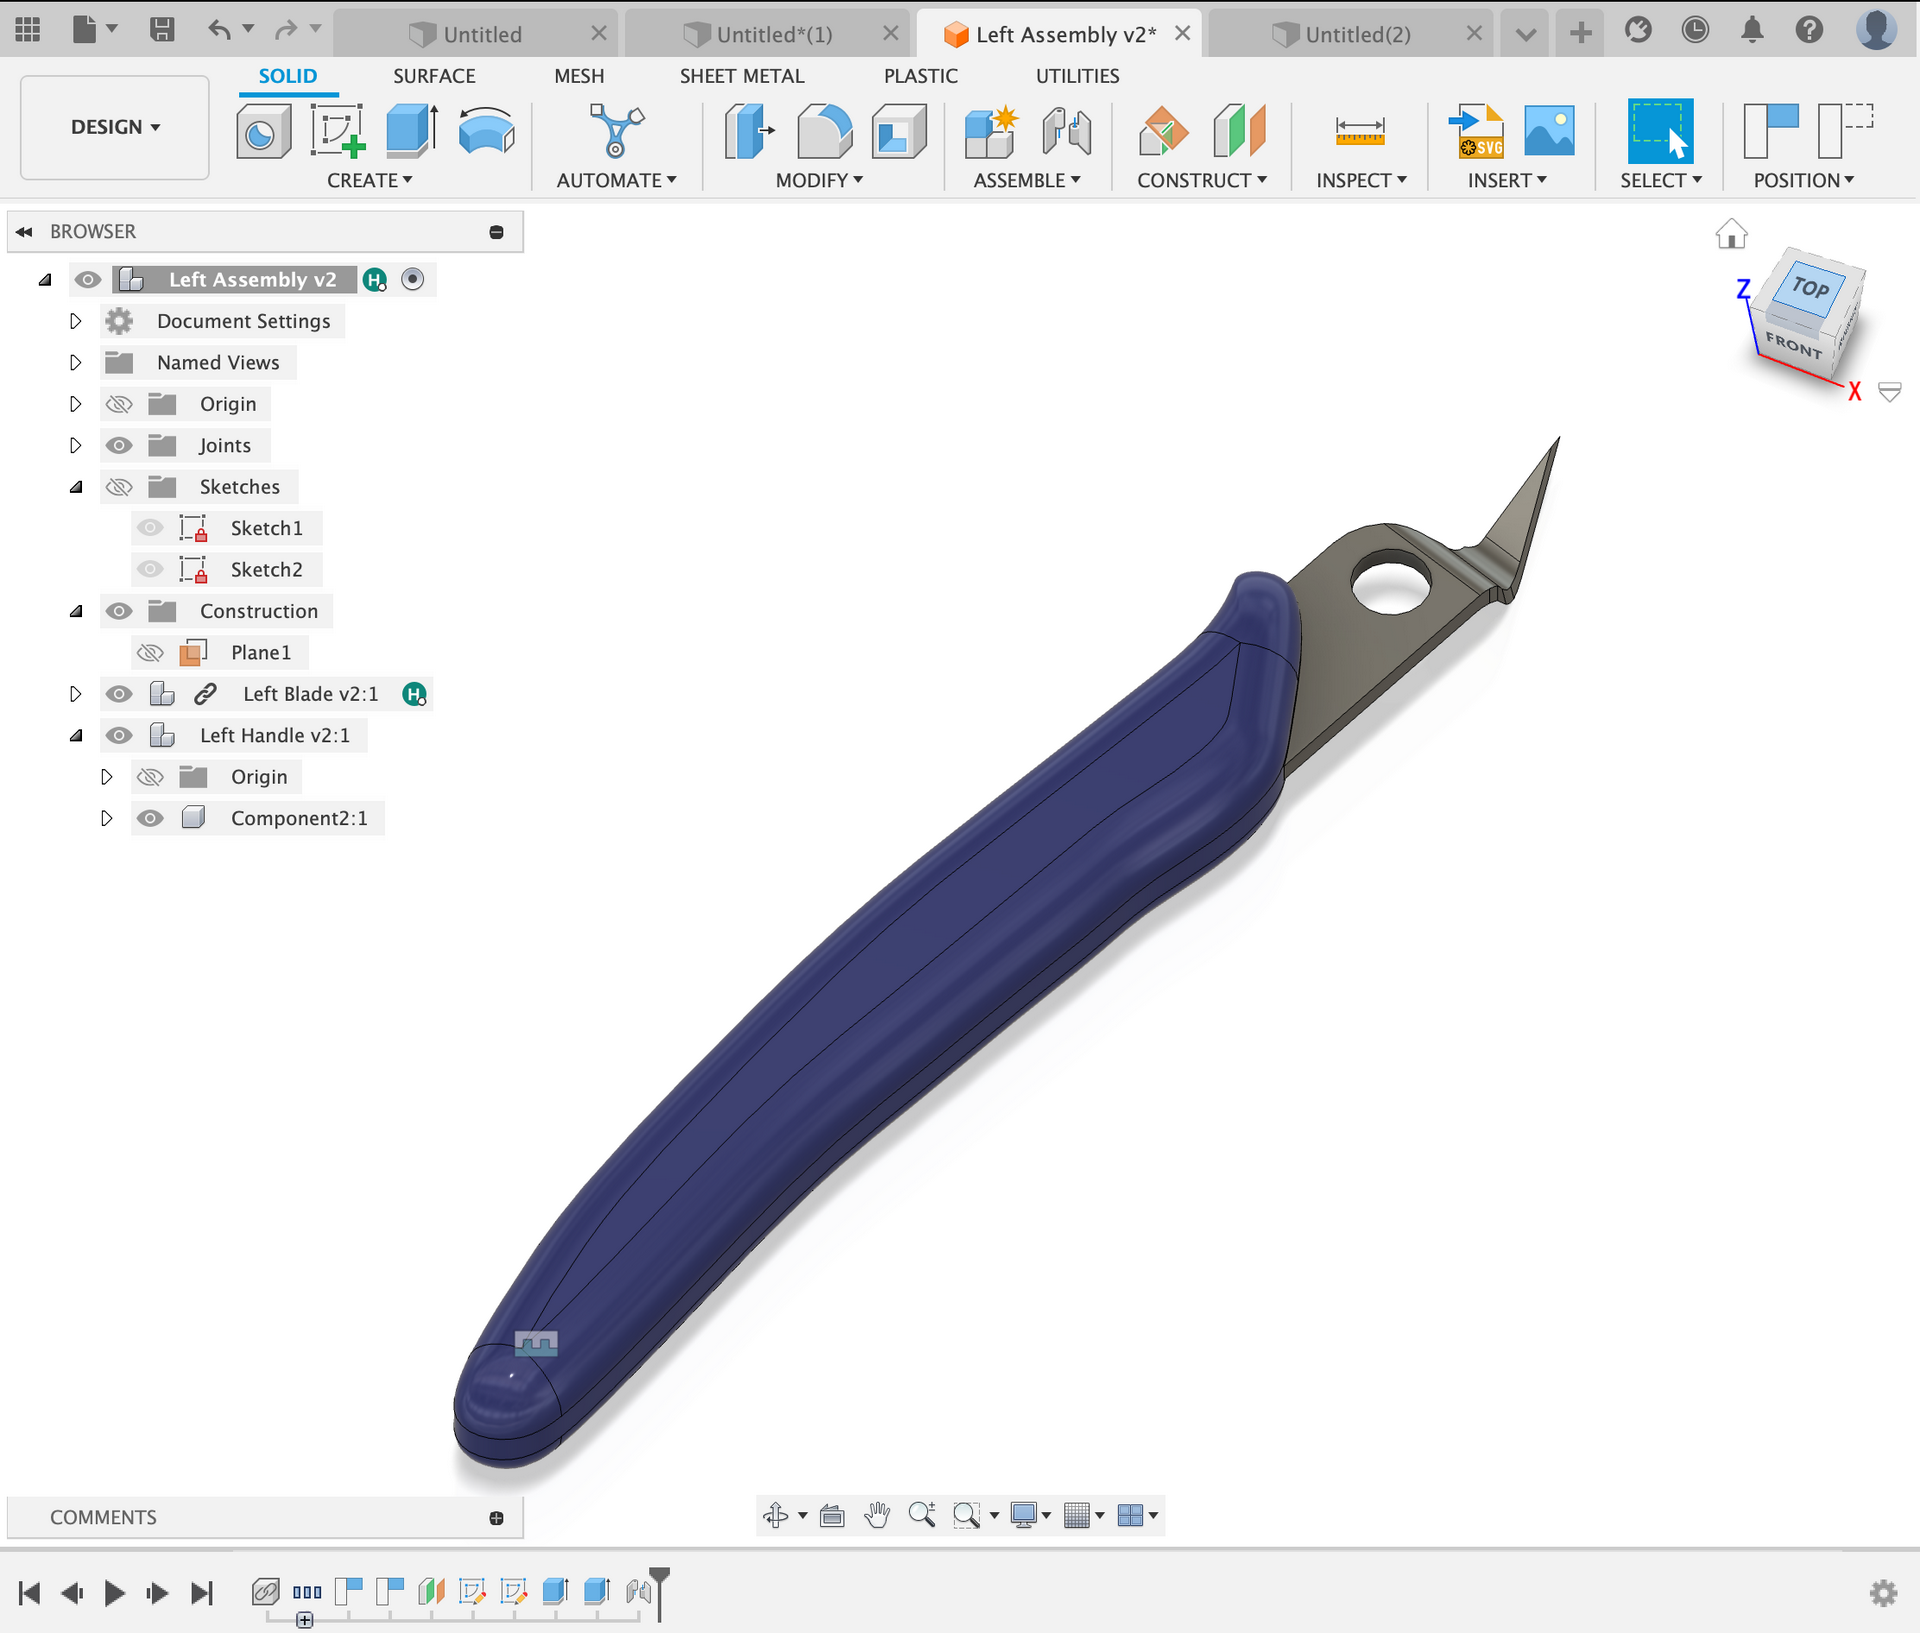 Untitled
Untitled*(1)
Left Assembly v2*
Untitled(2)
DESIGN
SOLID
SURFACE
MESH
SHEET METAL
PLASTIC
UTILITIES
SVG
CREATE
AUTOMATE
MODIFY
ASSEMBLE
CONSTRUCT
INSPECT
INSERT
SELECT
POSITION
BROWSER
Left Assembly v2
H
Document Settings
Named Views
Origin
Joints
Sketches
Sketch1
Sketch2
Construction
Plane1
Left Blade v2:1
H
Left Handle v2:1
Origin
Component2:1
Z
TOP
FRONT
X
COMMENTS